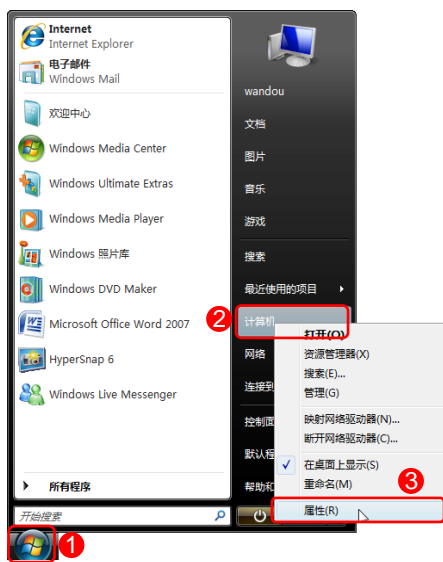 Internet
Internet Explorer
电子邮件
Windows Mail
欢迎中心
Windows Media Center
Windows Ultimate Extras
Windows Media Player
Windows 照片库
Windows DVD Maker
Microsoft Office Word 2007
HyperSnap 6
Windows Live Messenger
所有程序
开始搜索
1
wandou
文档
图片
音乐
游戏
搜索
最近使用的项目
2
计算机
网络
连接到
控制面
默认程
帮助和
打开(O)
资源管理器(X)
搜索(E)...
管理(G)
映射网络驱动器(N)...
断开网络驱动器(C)...
在桌面上显示(S)
重命名(M)
3
属性(R)